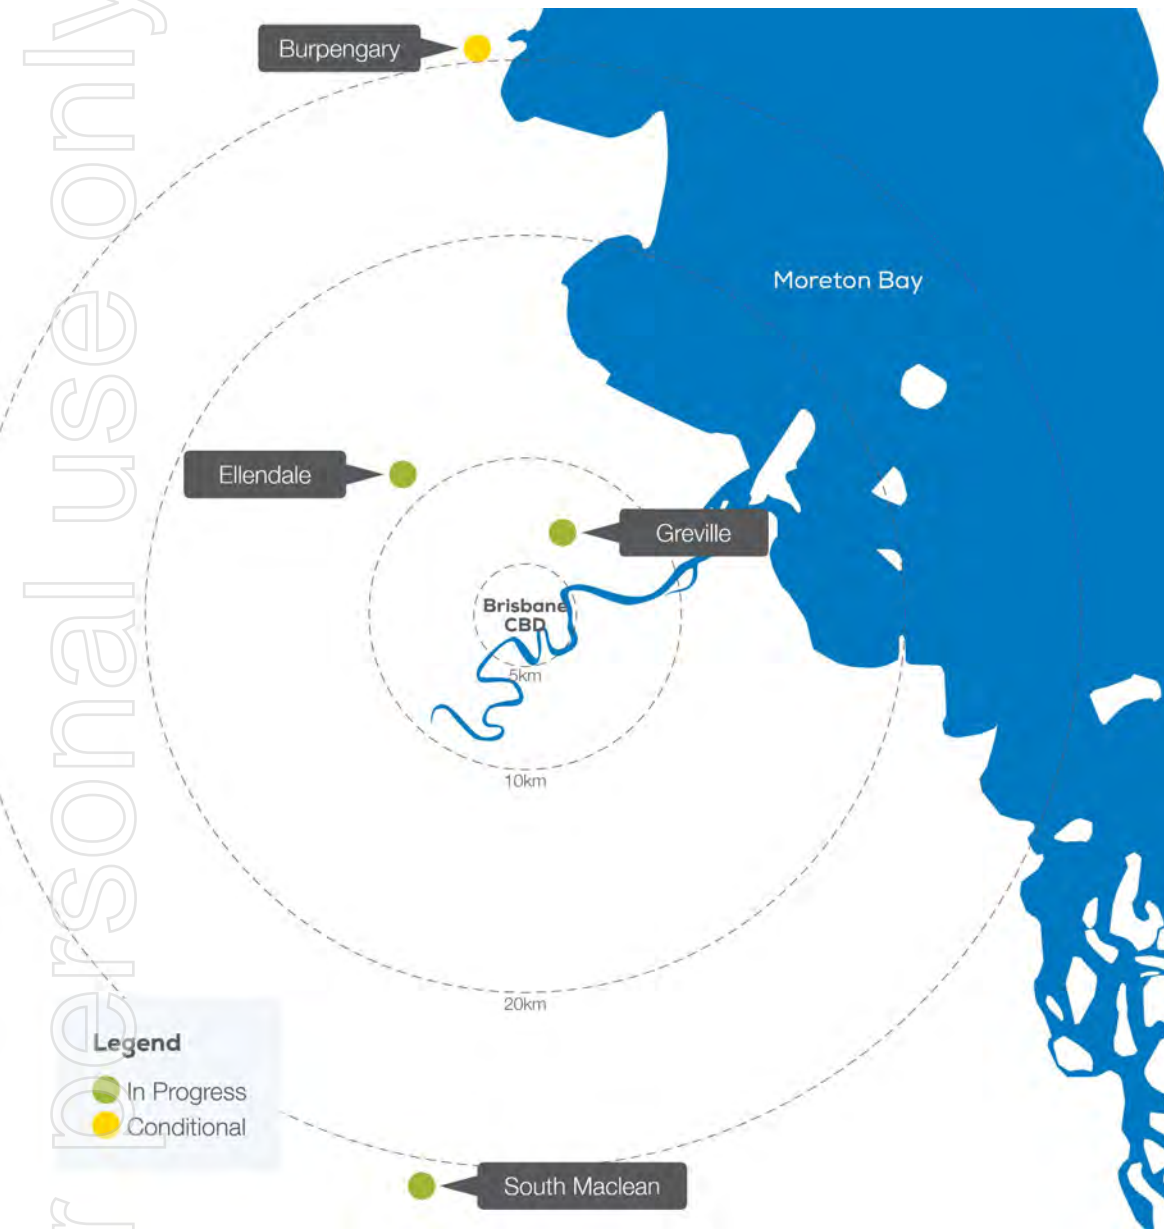 Burpengary
Moreton Bay
Ellendale
Greville
Brisbane
CBD
5km
10km
20km
Legend
In Progress
Conditional
South Maclean
r personal use only